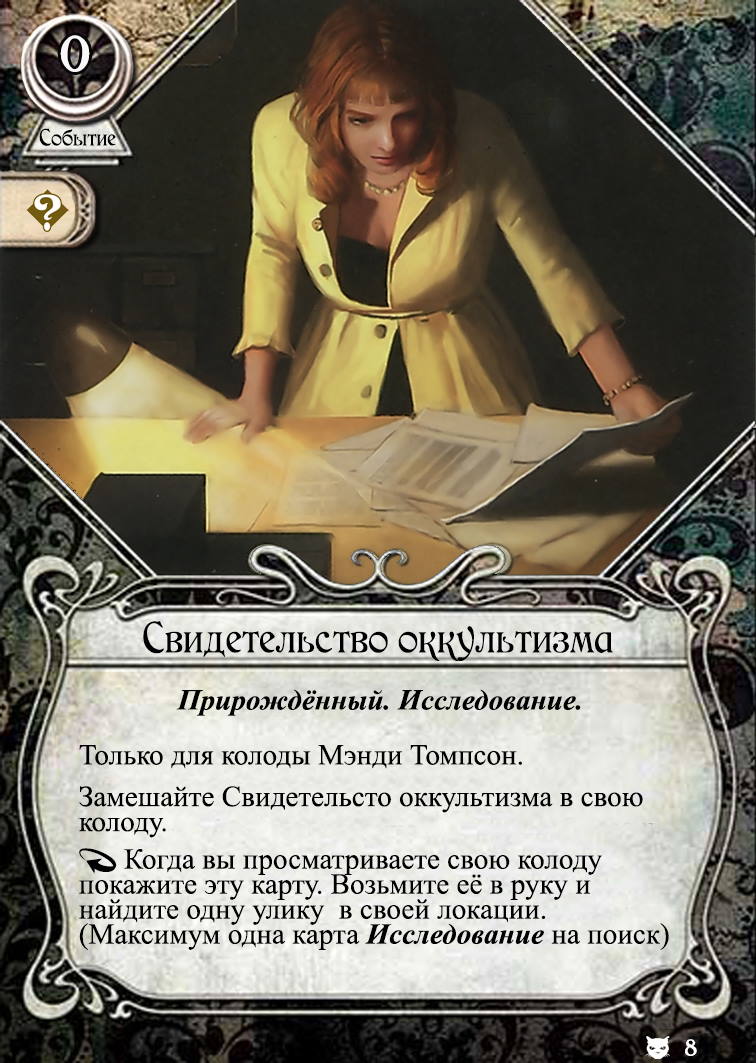 0
Событие
?
Свидетельство оккультизма
Прирождённый. Исследование.
Только для колоды Мэнди Томпсон.
Замешайте Свидетельсто оккультизма в свою
колоду.
Когда вы просматриваете свою колоду
покажите эту карту. Возьмите её в руку и
найдите одну улику в своей локации.
(Максимум одна карта Исследование на поиск)
8